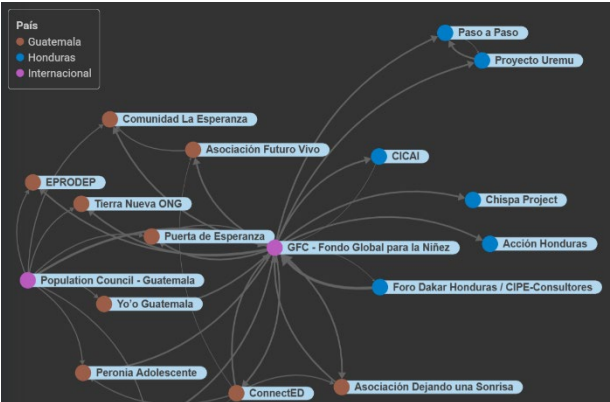 País
Guatemala
Honduras
Internacional
Paso a Paso
Proyecto Uremu
Comunidad La Esperanza
Asociación Futuro Vivo
CICAI
EPRODEP
Tierra Nueva ONG
Chispa Project
Puerta de Esperanza
GFC - Fondo Global para la Niñez
Acción Honduras
Population Council - Guatemala
Foro Dakar Honduras / CIPE-Consultores
Yo'o Guatemala
Peronia Adolescente
ConnectED
Asociación Dejando una Sonrisa